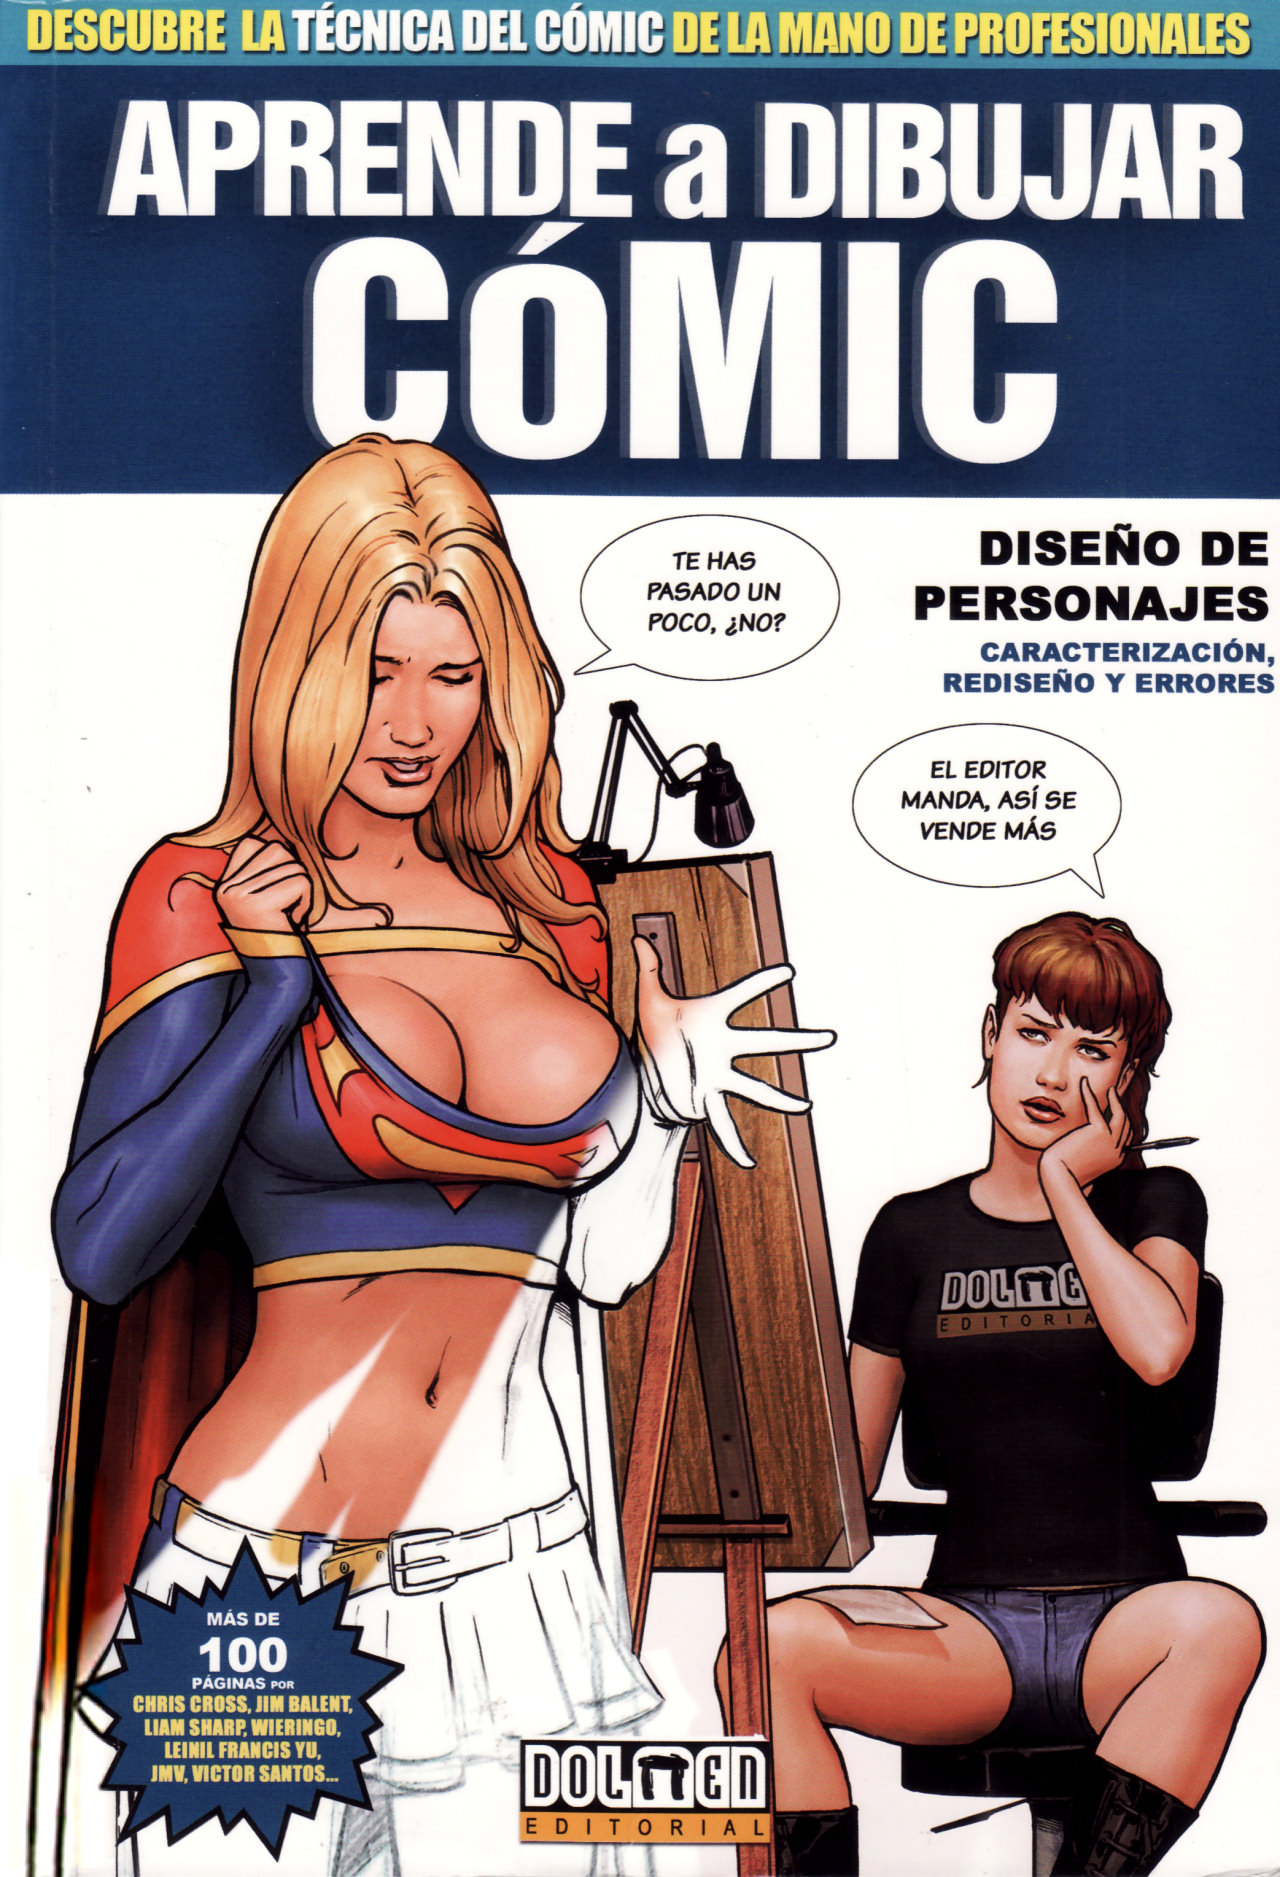 DESCUBRE LA TÉCNICA DEL CÓMIC DE LA MANO DE PROFESIONALES
APRENDE a DIBUJAR
CÓMIC
DISEÑO DE
PERSONAJES
CARACTERIZACIÓN,
REDISEÑO Y ERRORES
TE HAS
PASADO UN
POCO, ¿NO?
EL EDITOR
MANDA, ASÍ SE
VENDE MÁS
DOLMEN
EDITORIA
MÁS DE
100
PÁGINAS POR
CHRIS CROSS, JIM BALENT,
LIAM SHARP, WIERINGO,
LEINIL FRANCIS YU,
JMV, VICTOR SANTOS...
DOLMEN
EDITORIAL